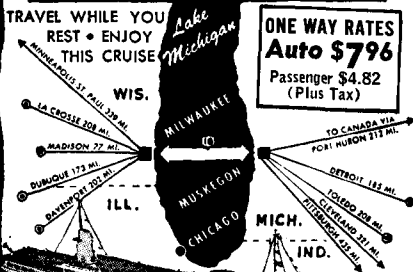 TRAVEL WHILE YOU
REST • ENJOY
THIS CRUISE
Lake
Michigan
ONE WAY RATES
Auto $7.96
Passenger $4.82
(Plus Tax)
MINNEAPOLIS ST. PAUL 339 MI.
LA CROSSE 208 MI.
MADISON 77 MI.
DUBUQUE 173 MI.
DAVENPORT 202 MI.
WIS.
ILL.
MILWAUKEE
MUSKEGON
CHICAGO
MICH.
IND.
TO CANADA VIA
PORT HURON 212 MI.
DETROIT 185 MI.
TOLEDO 208 MI.
CLEVELAND 321 MI.
PITTSBURGH 435 MI.